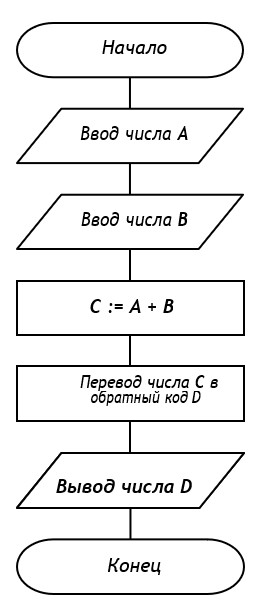 Начало
Ввод числа A
Ввод числа B
C := A + B
Перевод числа C в
обратный код D
Вывод числа D
Конец